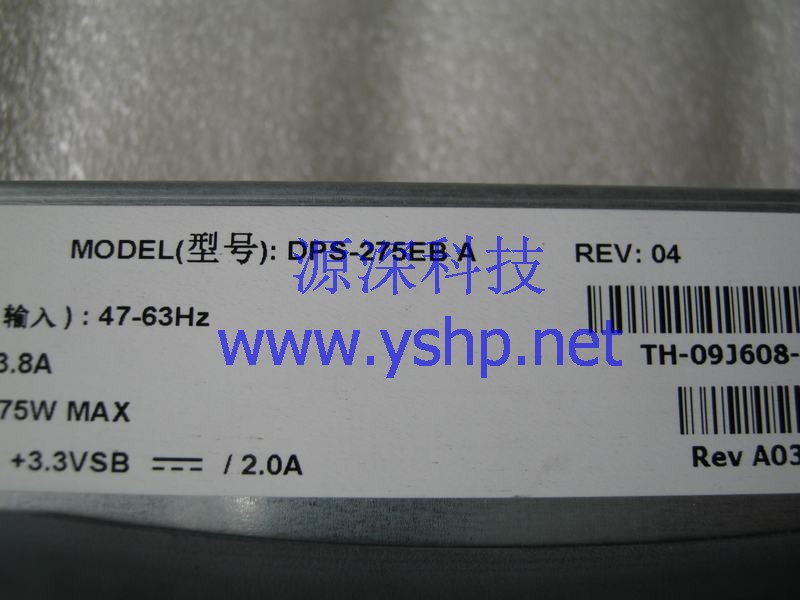 MODEL(型号): DPS-275EB A REV: 04
源深科技
输入) : 47-63Hz
www.yshp.net
3.8A
TH-09J608-
75W MAX
+3.3VSB / 2.0A
Rev A03